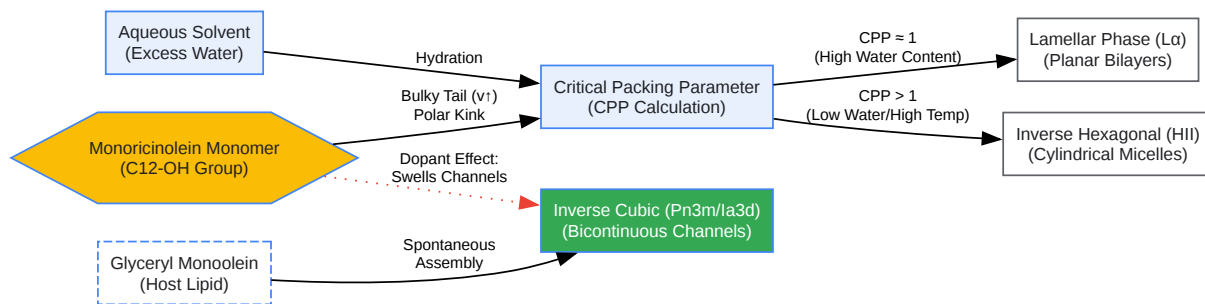 Aqueous Solvent
(Excess Water)
Hydration
Monoricinolein Monomer
(C12-OH Group)
Bulky Tail (v↑)
Polar Kink
Dopant Effect:
Swells Channels
Glyceryl Monoolein
(Host Lipid)
Spontaneous
Assembly
Critical Packing Parameter
(CPP Calculation)
Inverse Cubic (Pn3m/Ia3d)
(Bicontinuous Channels)
CPP ≈ 1
(High Water Content)
CPP > 1
(Low Water/High Temp)
Lamellar Phase (Lα)
(Planar Bilayers)
Inverse Hexagonal (HII)
(Cylindrical Micelles)